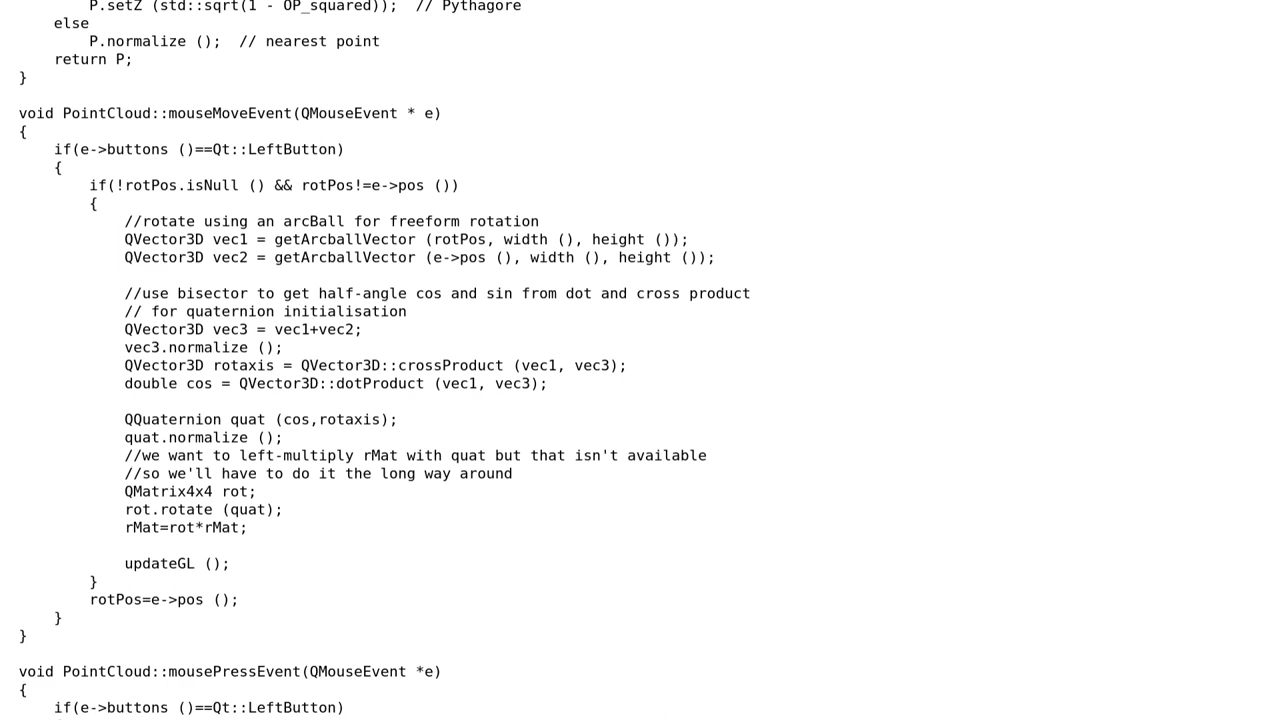 P.setZ (std::sqrt(1 - OP_squared));  // Pythagore
    else
        P.normalize ();  // nearest point
    return P;
}

void PointCloud::mouseMoveEvent(QMouseEvent * e)
{
    if(e->buttons ()==Qt::LeftButton)
    {
        if(!rotPos.isNull () && rotPos!=e->pos ())
        {
            //rotate using an arcBall for freeform rotation
            QVector3D vec1 = getArcballVector (rotPos, width (), height ());
            QVector3D vec2 = getArcballVector (e->pos (), width (), height ());

            //use bisector to get half-angle cos and sin from dot and cross product
            // for quaternion initialisation
            QVector3D vec3 = vec1+vec2;
            vec3.normalize ();
            QVector3D rotaxis = QVector3D::crossProduct (vec1, vec3);
            double cos = QVector3D::dotProduct (vec1, vec3);

            QQuaternion quat (cos,rotaxis);
            quat.normalize ();
            //we want to left-multiply rMat with quat but that isn't available
            //so we'll have to do it the long way around
            QMatrix4x4 rot;
            rot.rotate (quat);
            rMat=rot*rMat;

            updateGL ();
        }
        rotPos=e->pos ();
    }
}

void PointCloud::mousePressEvent(QMouseEvent *e)
{
    if(e->buttons ()==Qt::LeftButton)